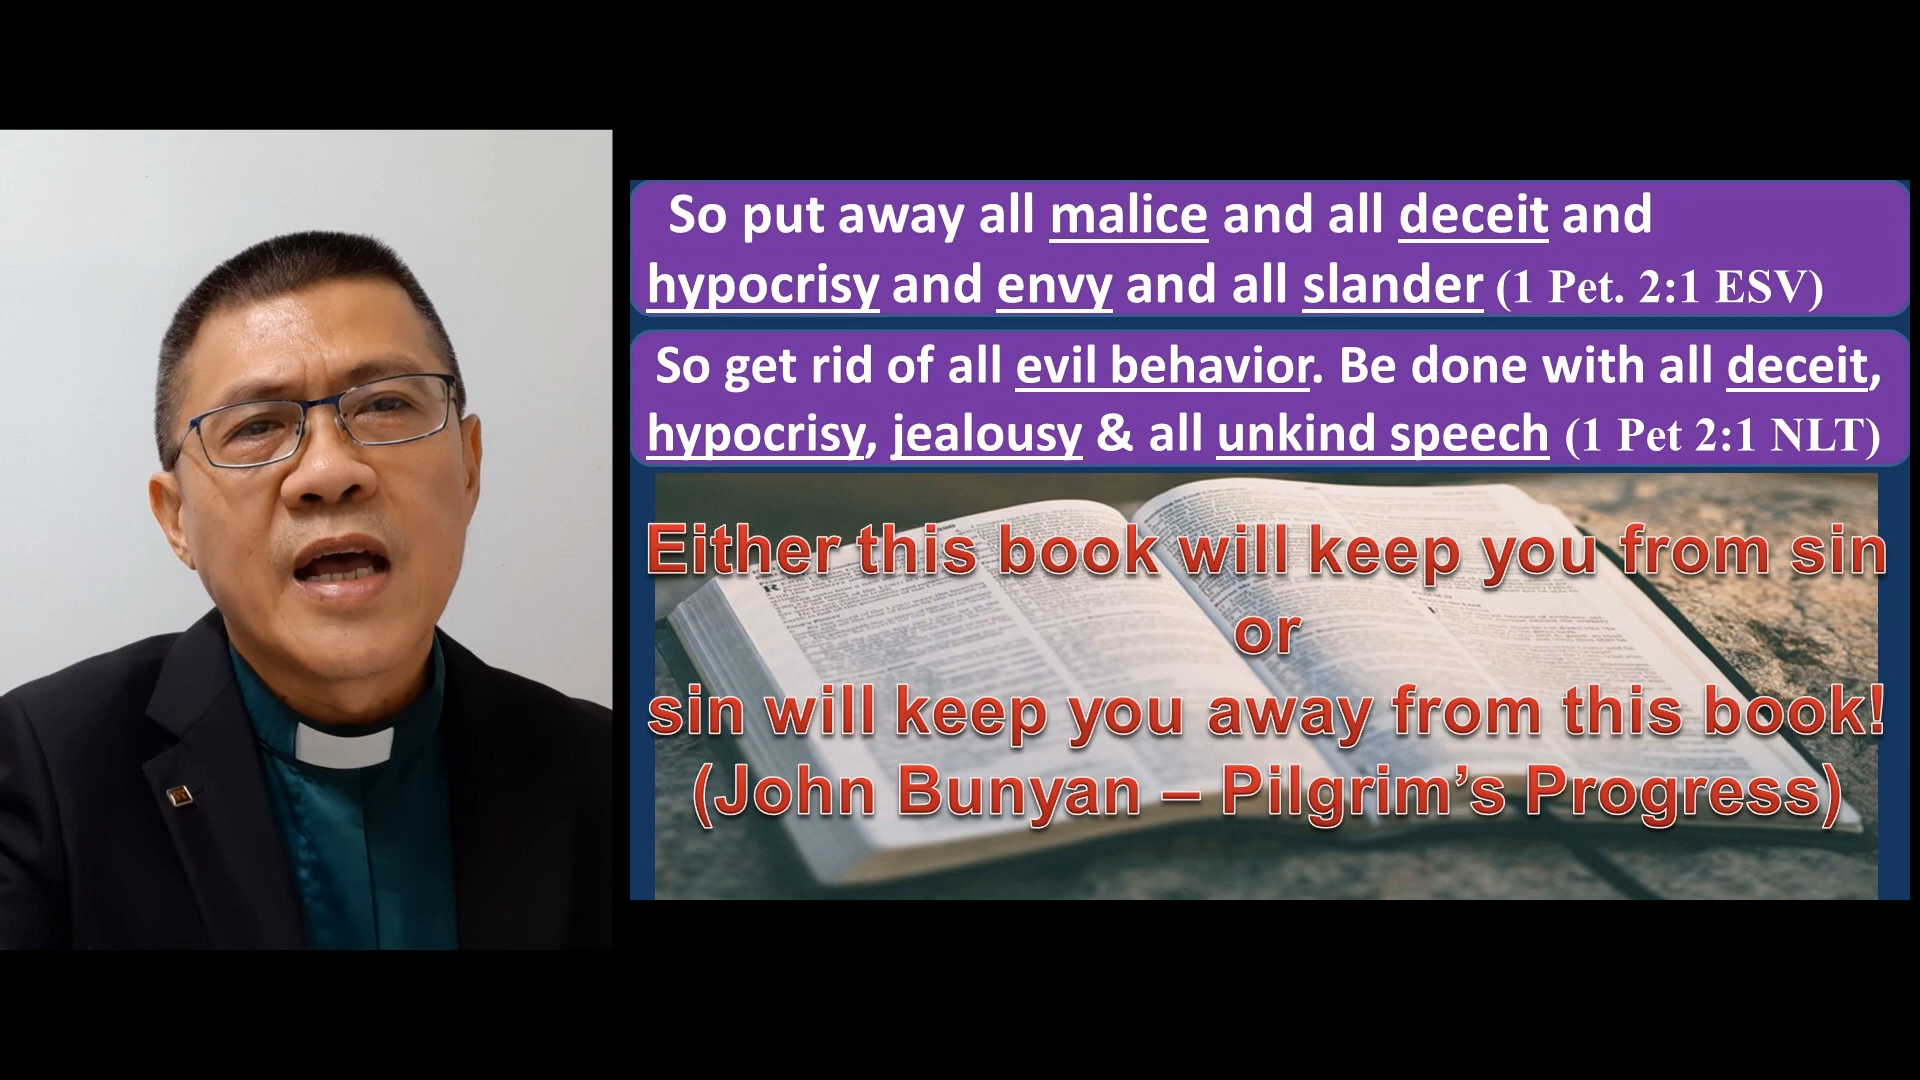 So put away all malice and all deceit and
hypocrisy and envy and all slander (1 Pet. 2:1 ESV)
So get rid of all evil behavior. Be done with all deceit,
hypocrisy, jealousy & all unkind speech (1 Pet 2:1 NLT)
Either this book will keep you from sin
or
sin will keep you away from this book!
(John Bunyan – Pilgrim’s Progress)